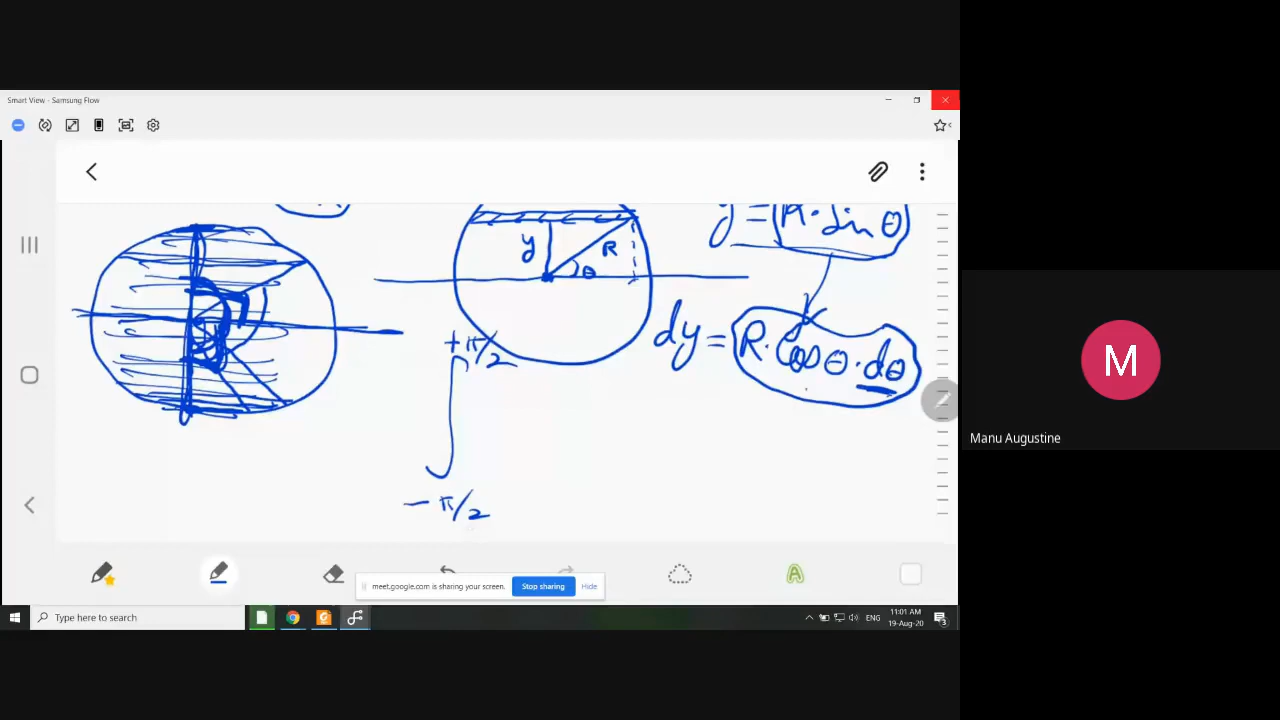 Smart View - Samsung Flow
y = R · Sin θ
y
R
θ
dy = R · Cos θ · dθ
+π/2
-π/2
Manu Augustine
meet.google.com is sharing your screen.
Stop sharing
Hide
Type here to search
ENG
11:01 AM
19-Aug-20
3
M
A